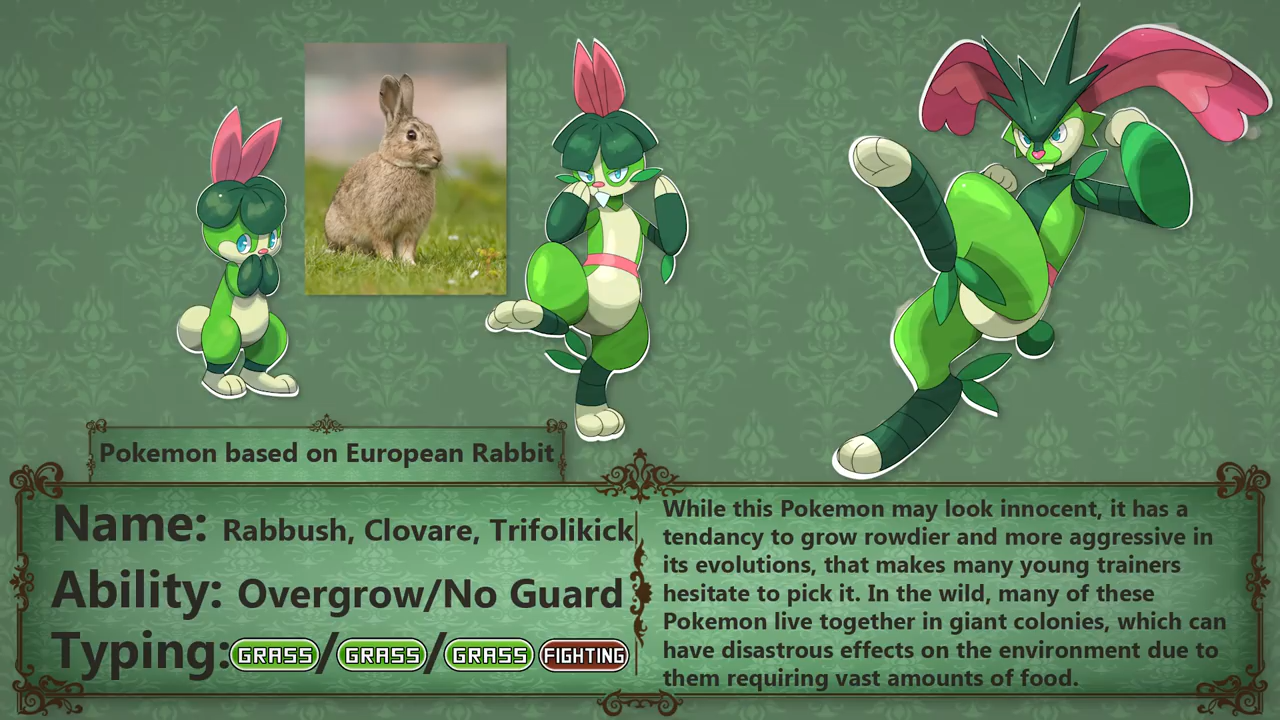 Pokemon based on European Rabbit
Name: Rabbush, Clovare, Trifolikick
Ability: Overgrow/No Guard
Typing: GRASS/GRASS/GRASS FIGHTING
While this Pokemon may look innocent, it has a
tendancy to grow rowdier and more aggressive in
its evolutions, that makes many young trainers
hesitate to pick it. In the wild, many of these
Pokemon live together in giant colonies, which can
have disastrous effects on the environment due to
them requiring vast amounts of food.